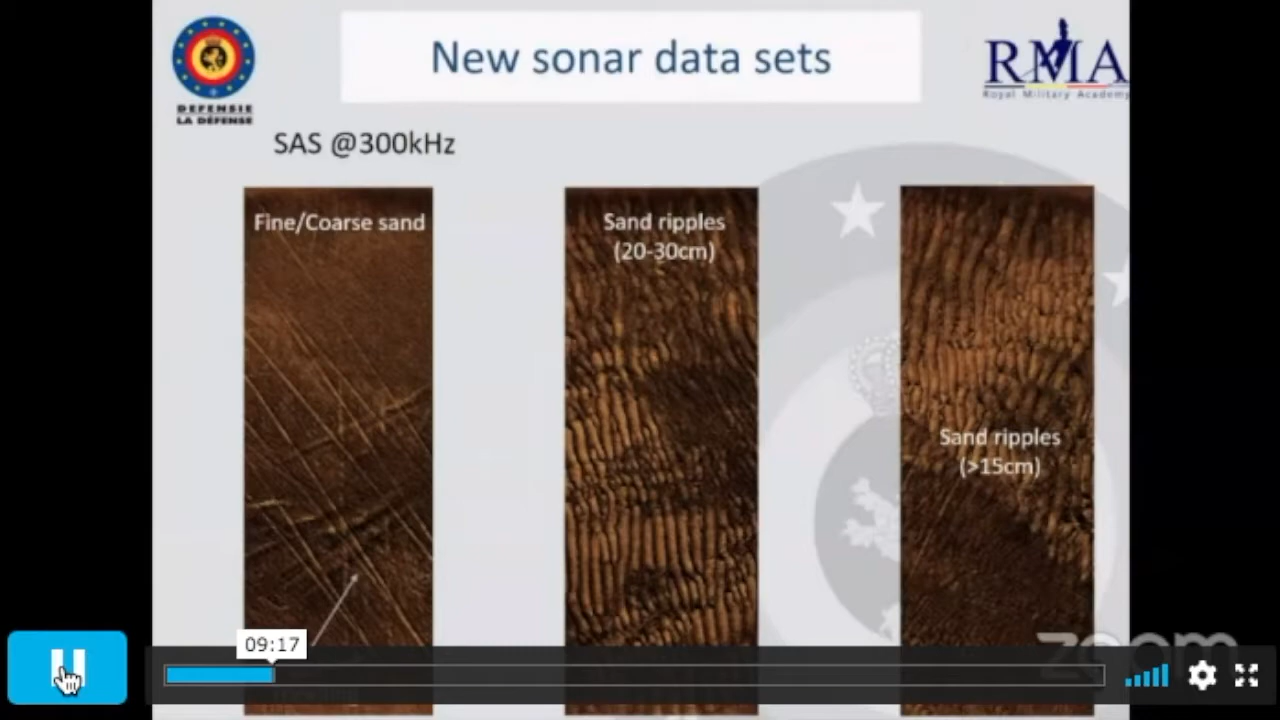 New sonar data sets
DEFENSIE
LA DÉFENSE
RMA
Royal Military Academy
SAS @300kHz
Fine/Coarse sand
Sand ripples
(20-30cm)
Sand ripples
(>15cm)
09:17
zoom